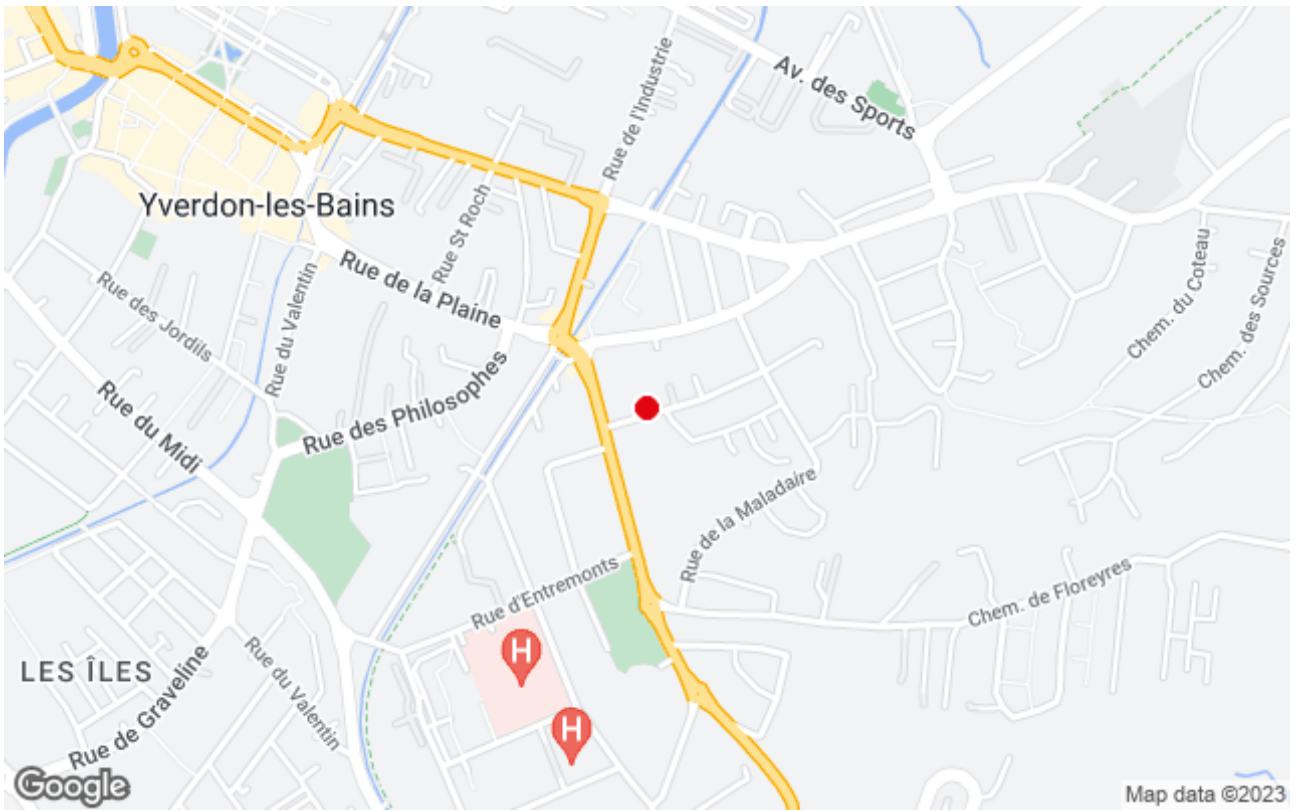 Av. des Sports
Rue de l'Industrie
Yverdon-les-Bains
Rue St Roch
Rue de la Plaine
Rue du Valentin
Rue des Jordils
Rue des Philosophes
Rue du Midi
Chem. du Coteau
Chem. des Sources
Rue de la Maladaire
Rue d'Entremonts
Chem. de Floreyres
H
H
LES ÎLES
Rue du Valentin
Rue de Graveline
Google
Map data ©2023